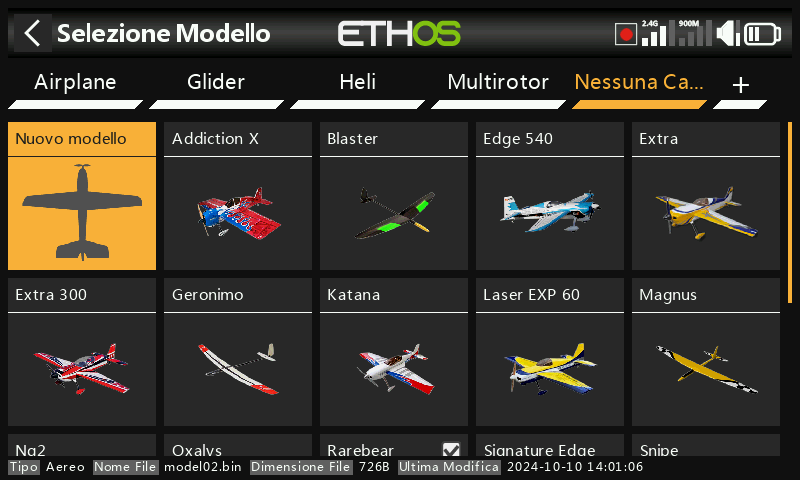 Selezione Modello ETHOS 2.4G 900M
Airplane Glider Heli Multirotor Nessuna Ca... +
Nuovo modello Addiction X Blaster Edge 540 Extra
Extra 300 Geronimo Katana Laser EXP 60 Magnus
Nq2 Oxalys Rarebear Signature Edge Snipe
Tipo Aereo Nome File model02.bin Dimensione File 726B Ultima Modifica 2024-10-10 14:01:06